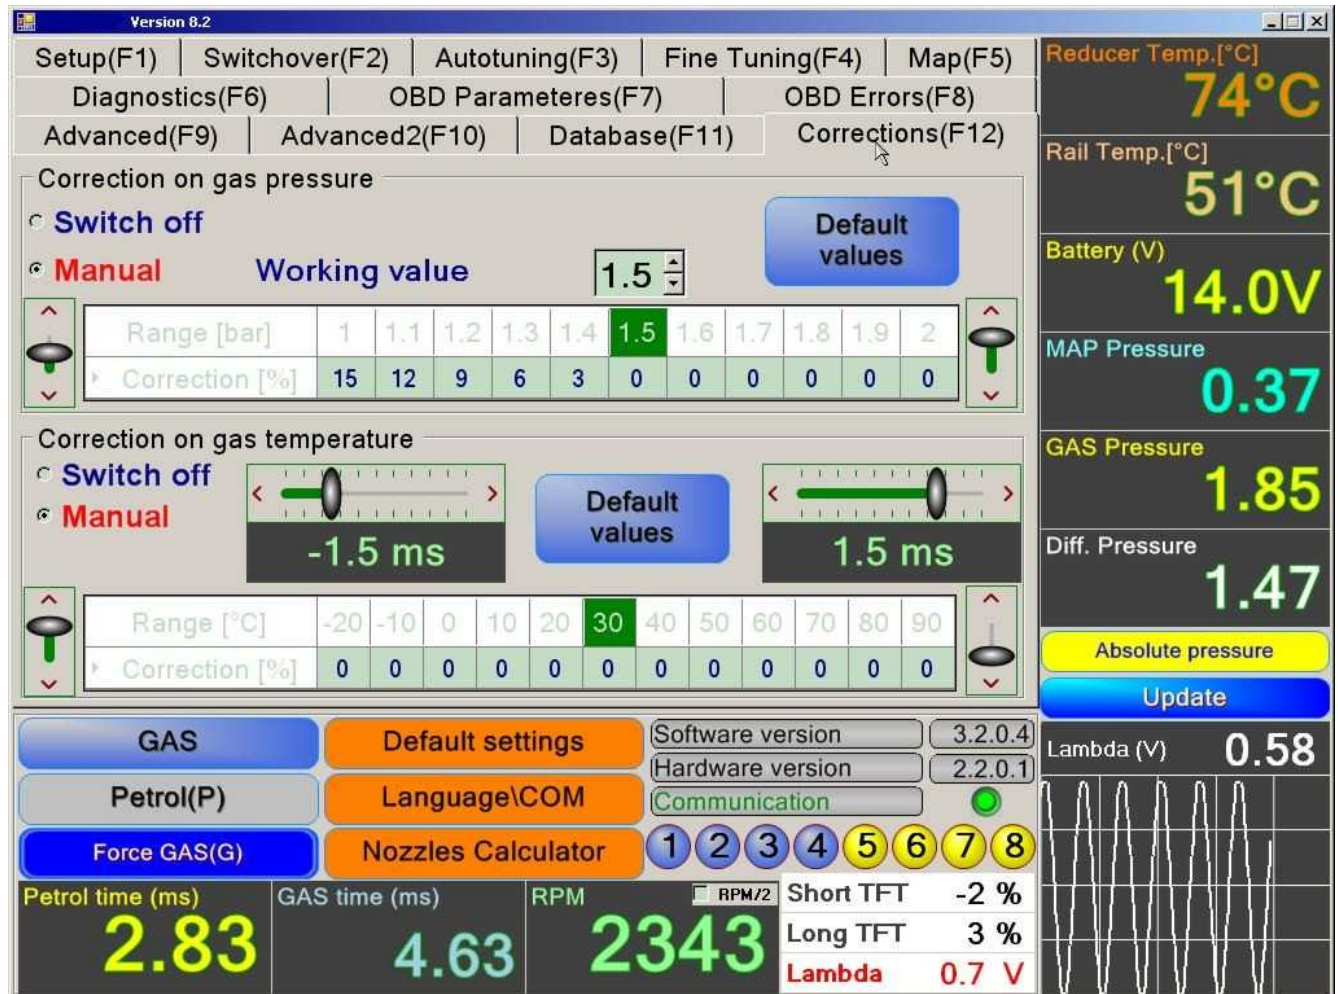 Version 8.2
Setup(F1) Switchover(F2) Autotuning(F3) Fine Tuning(F4) Map(F5)
Diagnostics(F6) OBD Parameteres(F7) OBD Errors(F8)
Advanced(F9) Advanced2(F10) Database(F11) Corrections(F12)
Correction on gas pressure
Switch off
Manual Working value 1.5
Default
values
Range [bar] 1 1.1 1.2 1.3 1.4 1.5 1.6 1.7 1.8 1.9 2
Correction [%] 15 12 9 6 3 0 0 0 0 0 0
Correction on gas temperature
Switch off
Manual
-1.5 ms
Default
values
1.5 ms
Range [°C] -20 -10 0 10 20 30 40 50 60 70 80 90
Correction [%] 0 0 0 0 0 0 0 0 0 0 0 0
Reducer Temp.[°C]
74°C
Rail Temp.[°C]
51°C
Battery (V)
14.0V
MAP Pressure
0.37
GAS Pressure
1.85
Diff. Pressure
1.47
Absolute pressure
Update
Lambda (V) 0.58
GAS
Petrol(P)
Force GAS(G)
Default settings
Language\COM
Nozzles Calculator
Software version 3.2.0.4
Hardware version 2.2.0.1
Communication
1 2 3 4 5 6 7 8
Petrol time (ms)
2.83
GAS time (ms)
4.63
RPM RPM/2
2343
Short TFT -2 %
Long TFT 3 %
Lambda 0.7 V